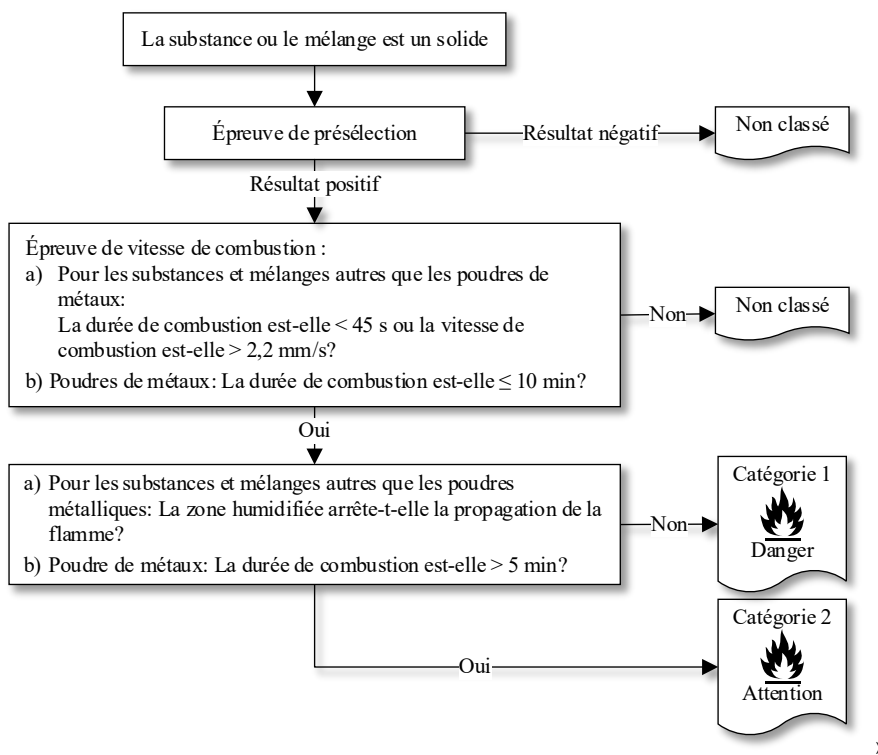 La substance ou le mélange est un solide
Épreuve de présélection
Résultat négatif
Non classé
Résultat positif
Épreuve de vitesse de combustion :
a) Pour les substances et mélanges autres que les poudres de
métaux:
La durée de combustion est-elle < 45 s ou la vitesse de
combustion est-elle > 2,2 mm/s?
b) Poudres de métaux: La durée de combustion est-elle ≤ 10 min?
Non
Non classé
Oui
a) Pour les substances et mélanges autres que les poudres
métalliques: La zone humidifiée arrête-t-elle la propagation de la
flamme?
b) Poudre de métaux: La durée de combustion est-elle > 5 min?
Non
Catégorie 1
Danger
Oui
Catégorie 2
Attention